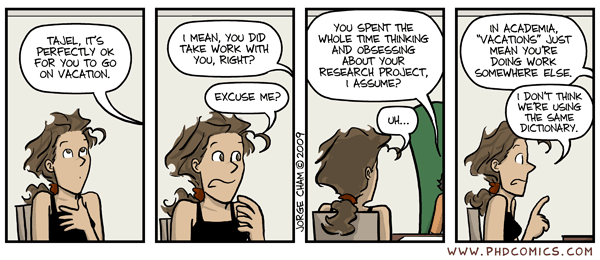 TAJEL, IT'S
PERFECTLY OK
FOR YOU TO GO
ON VACATION.
I MEAN, YOU DID
TAKE WORK WITH
YOU, RIGHT?
EXCUSE ME?
JORGE CHAM © 2009
YOU SPENT THE
WHOLE TIME THINKING
AND OBSESSING
ABOUT YOUR
RESEARCH PROJECT,
I ASSUME?
UH...
IN ACADEMIA,
"VACATIONS" JUST
MEAN YOU'RE
DOING WORK
SOMEWHERE ELSE.
I DON'T THINK
WE'RE USING
THE SAME
DICTIONARY.
WWW.PHDCOMICS.COM